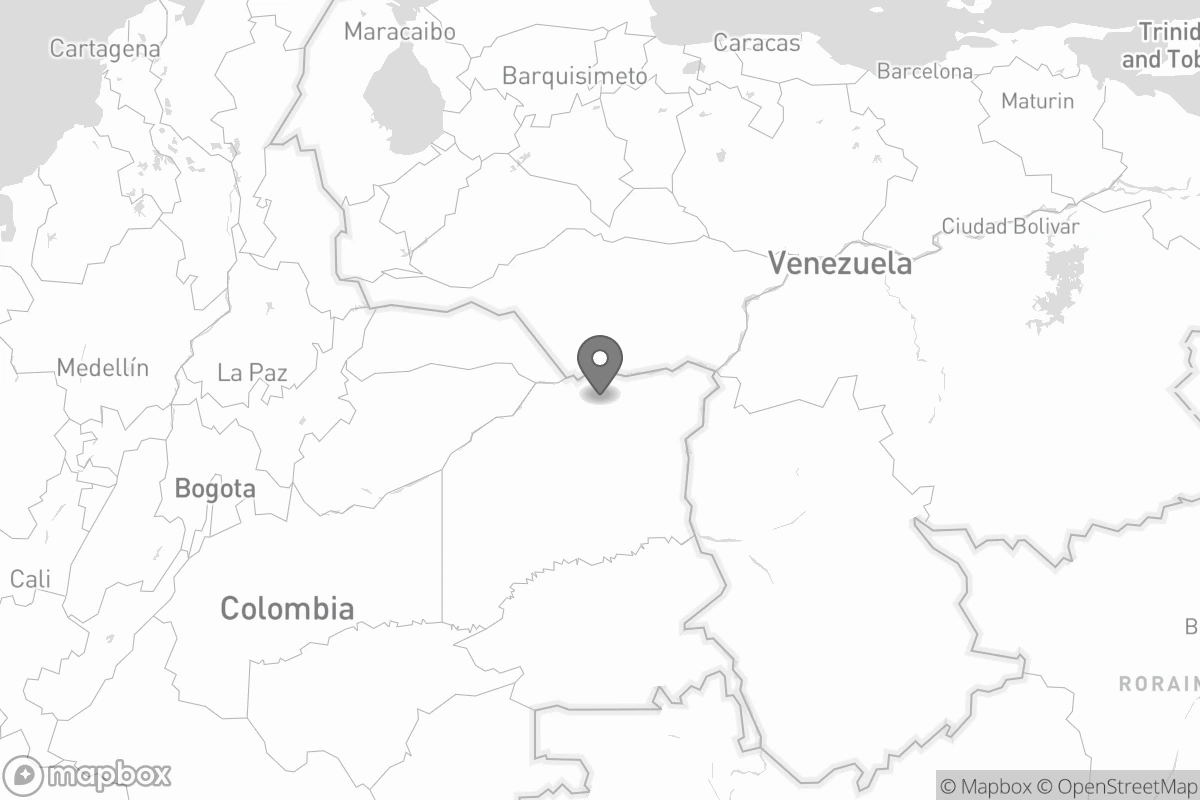 Cartagena
Maracaibo
Caracas
Trinid
and Tob
Barquisimeto
Barcelona
Maturin
Ciudad Bolivar
Venezuela
Medellín
La Paz
Bogota
Cali
Colombia
B
RORAIM
mapbox
© Mapbox © OpenStreetMap